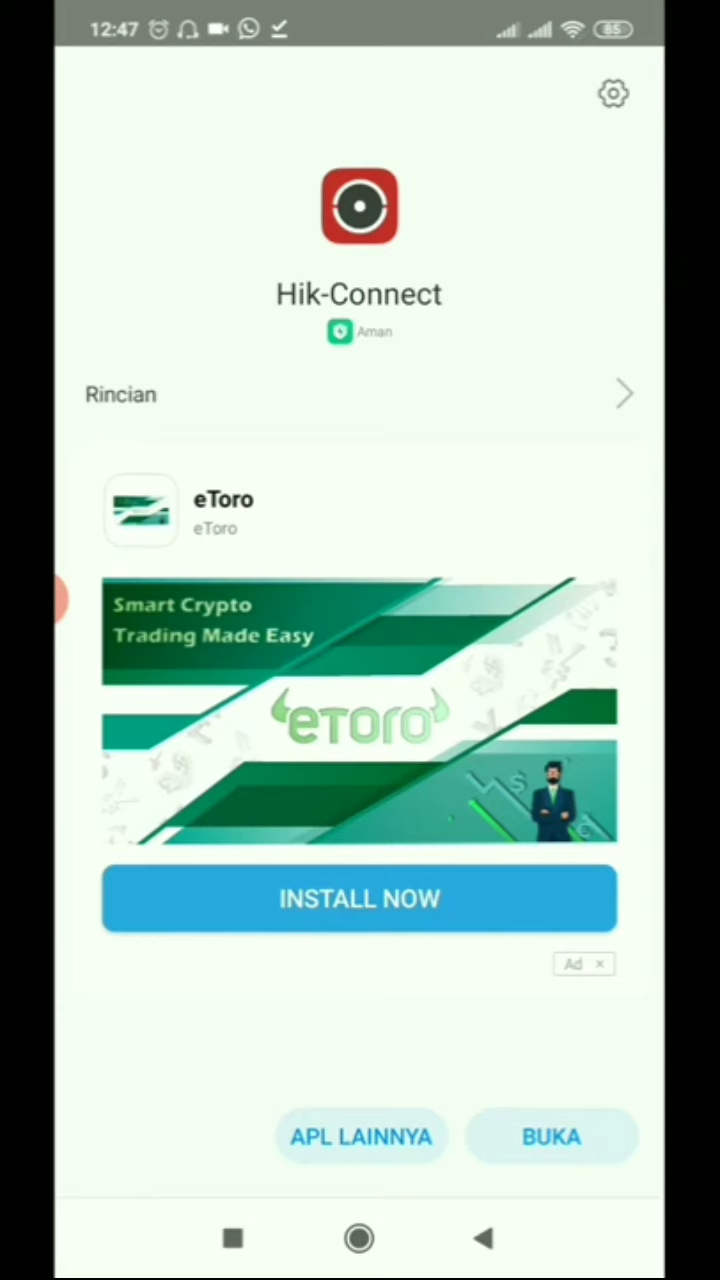 12:47
85
Hik-Connect
Aman
Rincian
eToro
eToro
Smart Crypto
Trading Made Easy
eTORO
INSTALL NOW
Ad ×
APL LAINNYA
BUKA